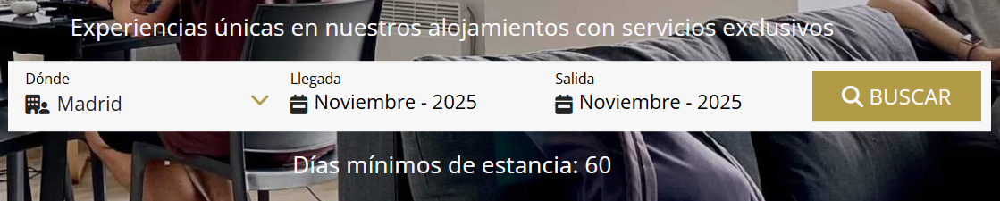 Experiencias únicas en nuestros alojamientos con servicios exclusivos
Dónde
Llegada
Salida
Madrid
Noviembre - 2025
Noviembre - 2025
BUSCAR
Días mínimos de estancia: 60